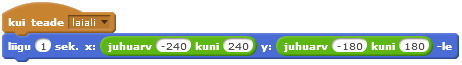 kui teade laiali
liigu 1 sek. x: juhuarv -240 kuni 240 y: juhuarv -180 kuni 180 -le